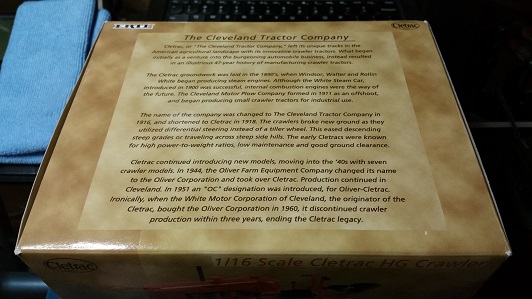 ERTL
Cletrac
The Cleveland Tractor Company
Cletrac, or "The Cleveland Tractor Company," left its unique tracks in the
American agricultural landscape with its innovative crawler tractors. What began
initially as a venture into the burgeoning automobile business, instead resulted
in an illustrious 47-year history of manufacturing crawler tractors.
The Cletrac groundwork was laid in the 1890's, when Windsor, Walter and Rollin
White began producing steam engines. Although the White Steam Car,
introduced in 1900 was successful, internal combustion engines were the way of
the future. The Cleveland Motor Plow Company formed in 1911 as an offshoot,
and began producing small crawler tractors for industrial use.
The name of the company was changed to The Cleveland Tractor Company in
1916, and shortened to Cletrac in 1918. The crawlers broke new ground as they
utilized differential steering instead of a tiller wheel. This eased descending
steep grades or traveling across steep side hills. The early Cletracs were known
for high power-to-weight ratios, low maintenance and good ground clearance.
Cletrac continued introducing new models, moving into the '40s with seven
crawler models. In 1944, the Oliver Farm Equipment Company changed its name
to the Oliver Corporation and took over Cletrac. Production continued in
Cleveland. In 1951 an "OC" designation was introduced, for Oliver-Cletrac.
Ironically, when the White Motor Corporation of Cleveland, the originator of the
Cletrac, bought the Oliver Corporation in 1960, it discontinued crawler
production within three years, ending the Cletrac legacy.
Cletrac
1/16 Scale Cletrac HG Crawler